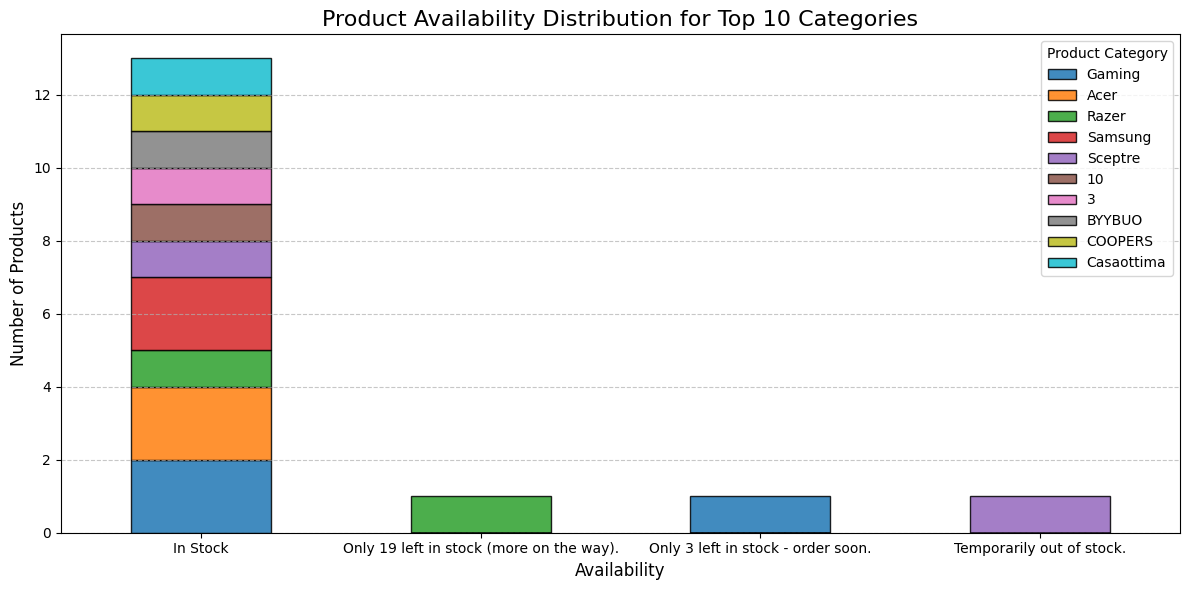 Product Availability Distribution for Top 10 Categories
Number of Products
12
10
8
6
4
2
0
Product Category
Gaming
Acer
Razer
Samsung
Sceptre
10
3
BYYBUO
COOPERS
Casaottima
In Stock
Only 19 left in stock (more on the way).
Only 3 left in stock - order soon.
Temporarily out of stock.
Availability